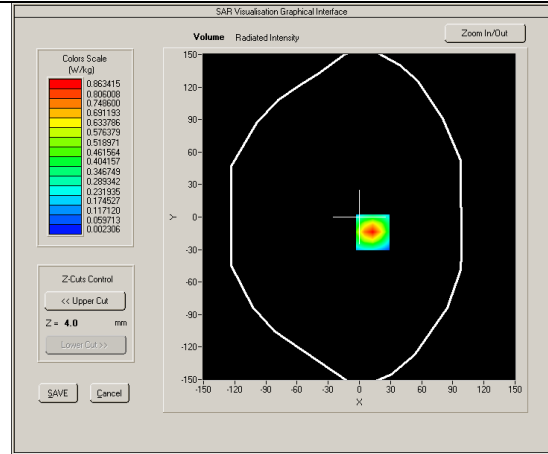 SAR Visualisation Graphical Interface
Volume Radiated Intensity
Zoom In/Out
Colors Scale
(W/kg)
0.863415
0.806008
0.748600
0.691193
0.633786
0.576379
0.518971
0.461564
0.404157
0.346749
0.289342
0.231935
0.174527
0.117120
0.059713
0.002306
Z-Cuts Control
<< Upper Cut
Z = 4.0 mm
Lower Cut >>
SAVE
Cancel
150
120
90
60
30
0
-30
-60
-90
-120
-150
Y
-150 -120 -90 -60 -30 0 30 60 90 120 150
X